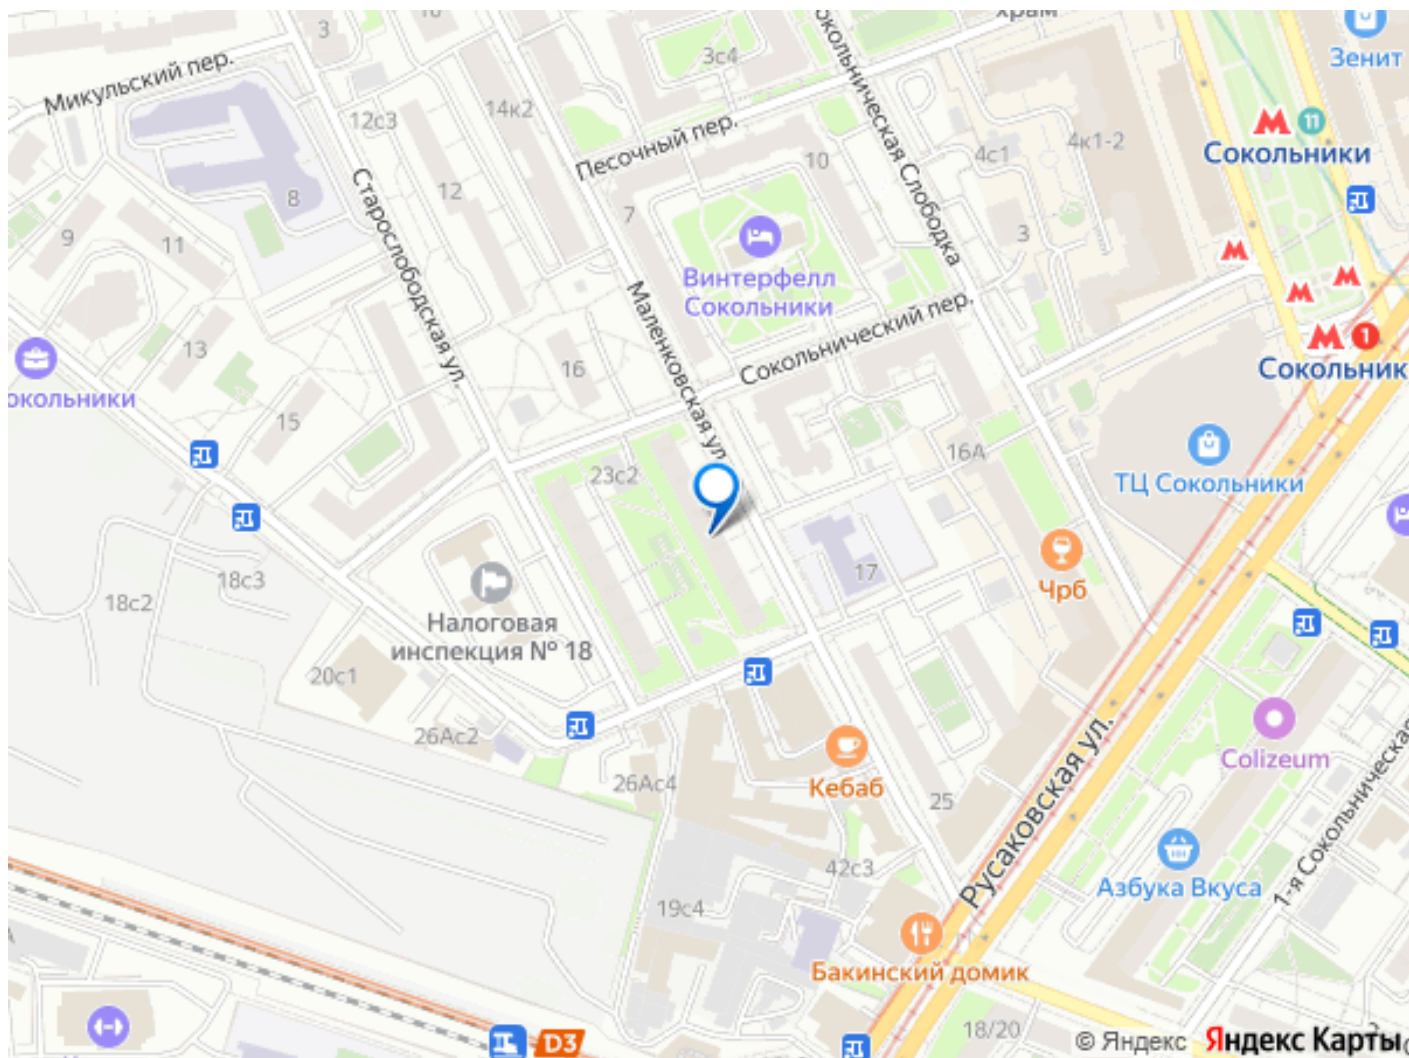 3
10
3с4
храм
Зенит
Микульский пер.
12с3
14к2
Песочный пер.
Сокольническая Слободка
4с1
4к1-2
11
Сокольники
8
12
10
7
3
9
11
Старослободская ул.
Маленковская ул.
Винтерфелл
Сокольники
Сокольнический пер.
1
Сокольник
13
16
окольники
15
23с2
16А
ТЦ Сокольники
18с3
18с2
17
Чрб
Налоговая
инспекция № 18
20с1
26Ас2
26Ас4
Кебаб
25
Русаковская ул.
Colizeum
1-я Сокольническая
42с3
Азбука Вкуса
19с4
Бакинский домик
D3
18/20
© Яндекс Яндекс Карты